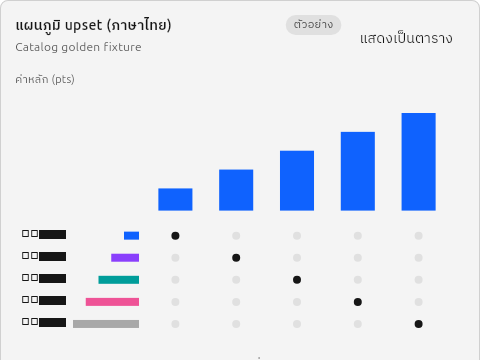 แผนภูมิ upset (ภาษาไทย)
ตัวอย่าง
แสดงเป็นตาราง
Catalog golden fixture
ค่าหลัก (pts)